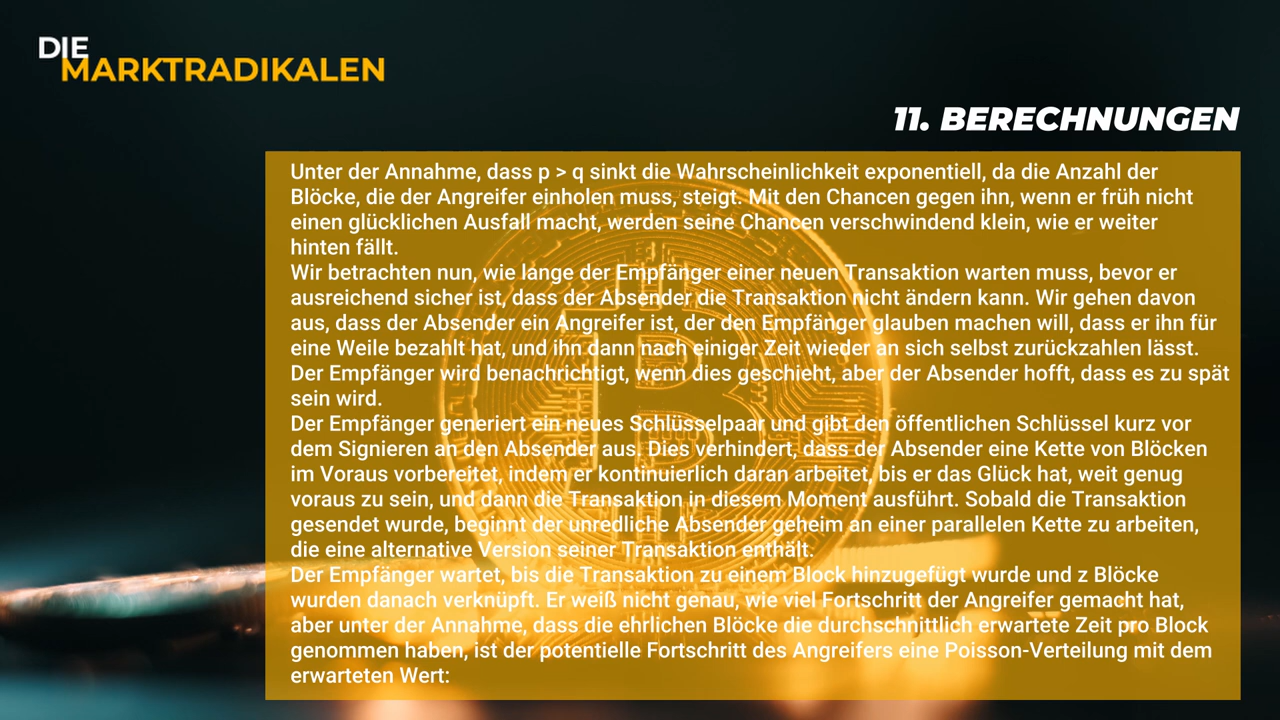 DIE
MARKTRADIKALEN
11. BERECHNUNGEN
Unter der Annahme, dass p > q sinkt die Wahrscheinlichkeit exponentiell, da die Anzahl der
Blöcke, die der Angreifer einholen muss, steigt. Mit den Chancen gegen ihn, wenn er früh nicht
einen glücklichen Ausfall macht, werden seine Chancen verschwindend klein, wie er weiter
hinten fällt.
Wir betrachten nun, wie lange der Empfänger einer neuen Transaktion warten muss, bevor er
ausreichend sicher ist, dass der Absender die Transaktion nicht ändern kann. Wir gehen davon
aus, dass der Absender ein Angreifer ist, der den Empfänger glauben machen will, dass er ihn für
eine Weile bezahlt hat, und ihn dann nach einiger Zeit wieder an sich selbst zurückzahlen lässt.
Der Empfänger wird benachrichtigt, wenn dies geschieht, aber der Absender hofft, dass es zu spät
sein wird.
Der Empfänger generiert ein neues Schlüsselpaar und gibt den öffentlichen Schlüssel kurz vor
dem Signieren an den Absender aus. Dies verhindert, dass der Absender eine Kette von Blöcken
im Voraus vorbereitet, indem er kontinuierlich daran arbeitet, bis er das Glück hat, weit genug
voraus zu sein, und dann die Transaktion in diesem Moment ausführt. Sobald die Transaktion
gesendet wurde, beginnt der unredliche Absender geheim an einer parallelen Kette zu arbeiten,
die eine alternative Version seiner Transaktion enthält.
Der Empfänger wartet, bis die Transaktion zu einem Block hinzugefügt wurde und z Blöcke
wurden danach verknüpft. Er weiß nicht genau, wie viel Fortschritt der Angreifer gemacht hat,
aber unter der Annahme, dass die ehrlichen Blöcke die durchschnittlich erwartete Zeit pro Block
genommen haben, ist der potentielle Fortschritt des Angreifers eine Poisson-Verteilung mit dem
erwarteten Wert: